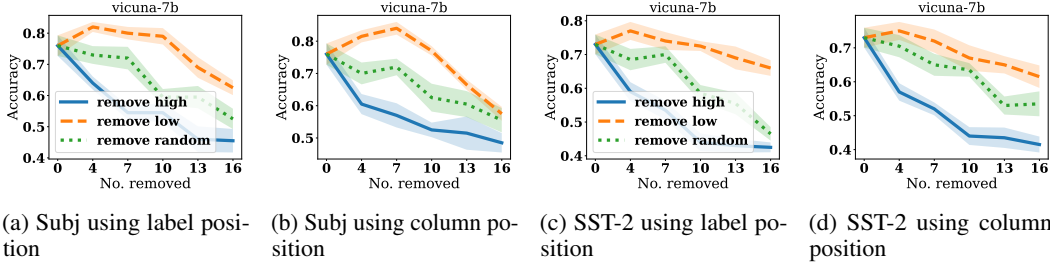 vicuna-7b
0.8
0.7
0.6
0.5
0.4
Accuracy
remove high
remove low
remove random
0 4 7 10 13 16
No. removed
(a) Subj using label posi-
tion
vicuna-7b
0.8
0.7
0.6
0.5
Accuracy
0 4 7 10 13 16
No. removed
(b) Subj using column po-
sition
vicuna-7b
0.8
0.7
0.6
0.5
0.4
Accuracy
remove high
remove low
remove random
0 4 7 10 13 16
No. removed
(c) SST-2 using label po-
sition
vicuna-7b
0.7
0.6
0.5
0.4
Accuracy
0 4 7 10 13 16
No. removed
(d) SST-2 using column
position